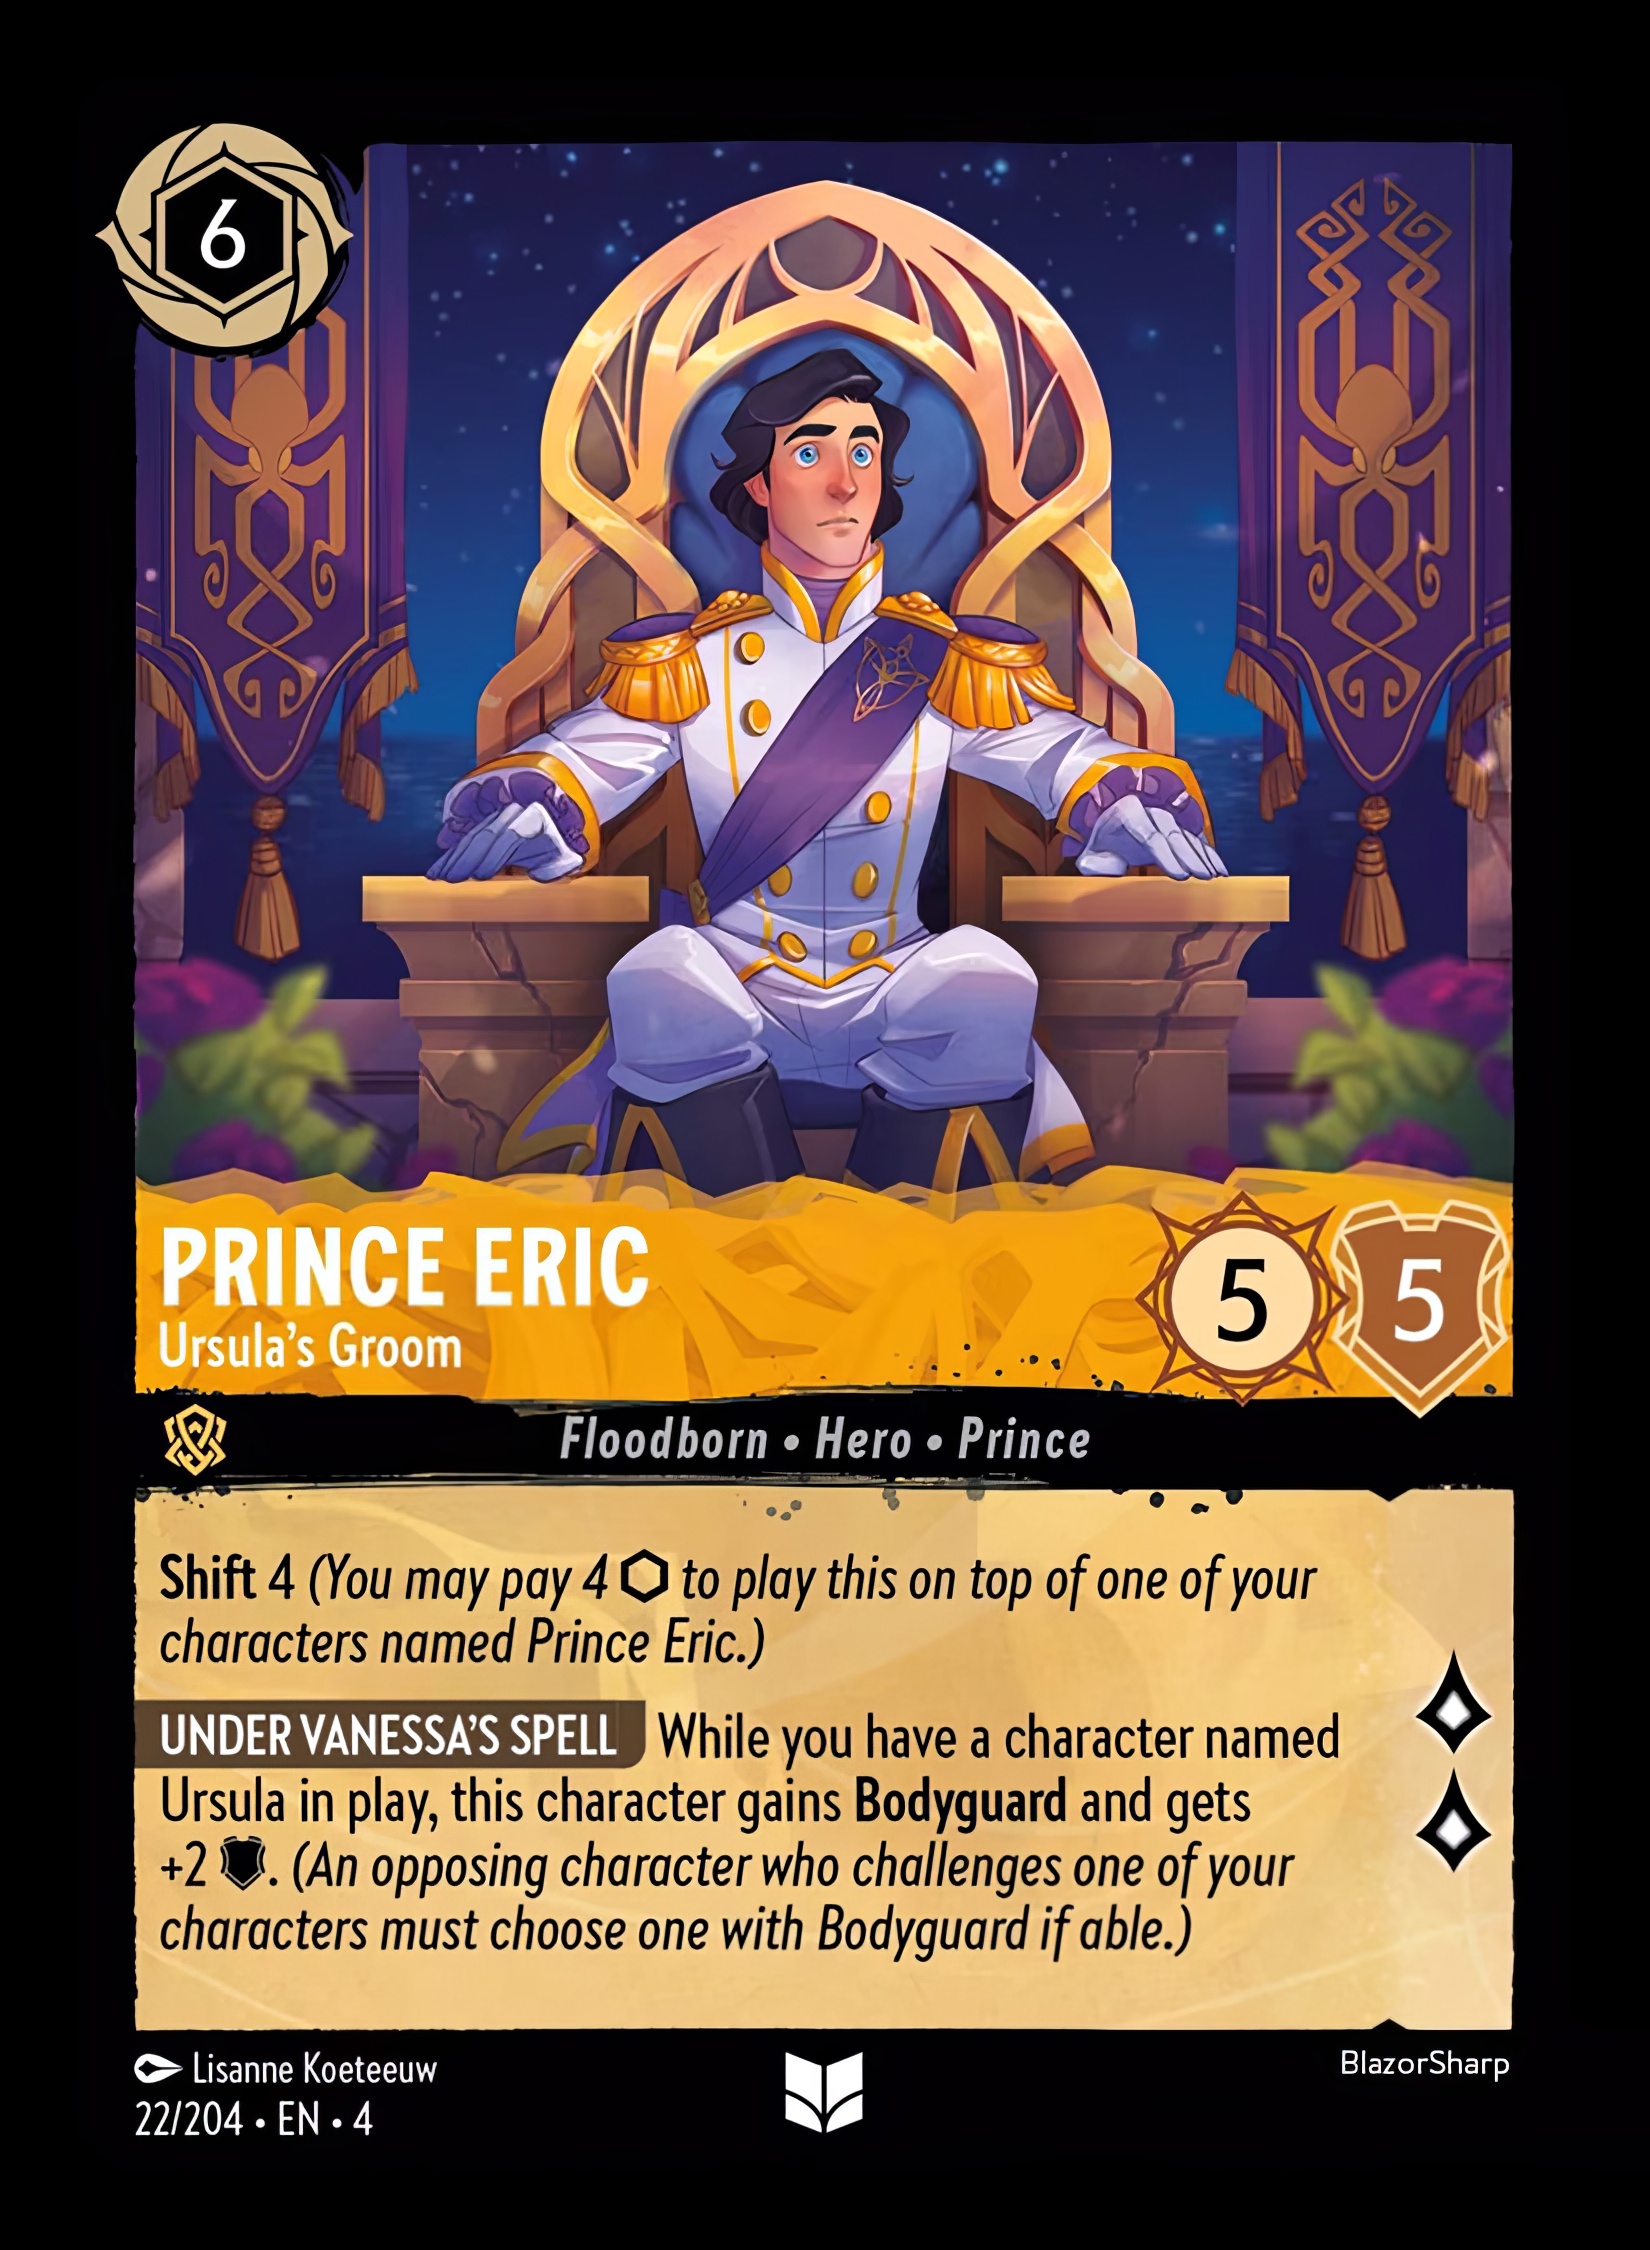 6
PRINCE ERIC
Ursula's Groom
5 5
Floodborn • Hero • Prince
Shift 4 (You may pay 4 ⬡ to play this on top of one of your
characters named Prince Eric.)
UNDER VANESSA'S SPELL While you have a character named
Ursula in play, this character gains Bodyguard and gets
+2 . (An opposing character who challenges one of your
characters must choose one with Bodyguard if able.)
Lisanne Koeteeuw
BlazorSharp
22/204 • EN • 4